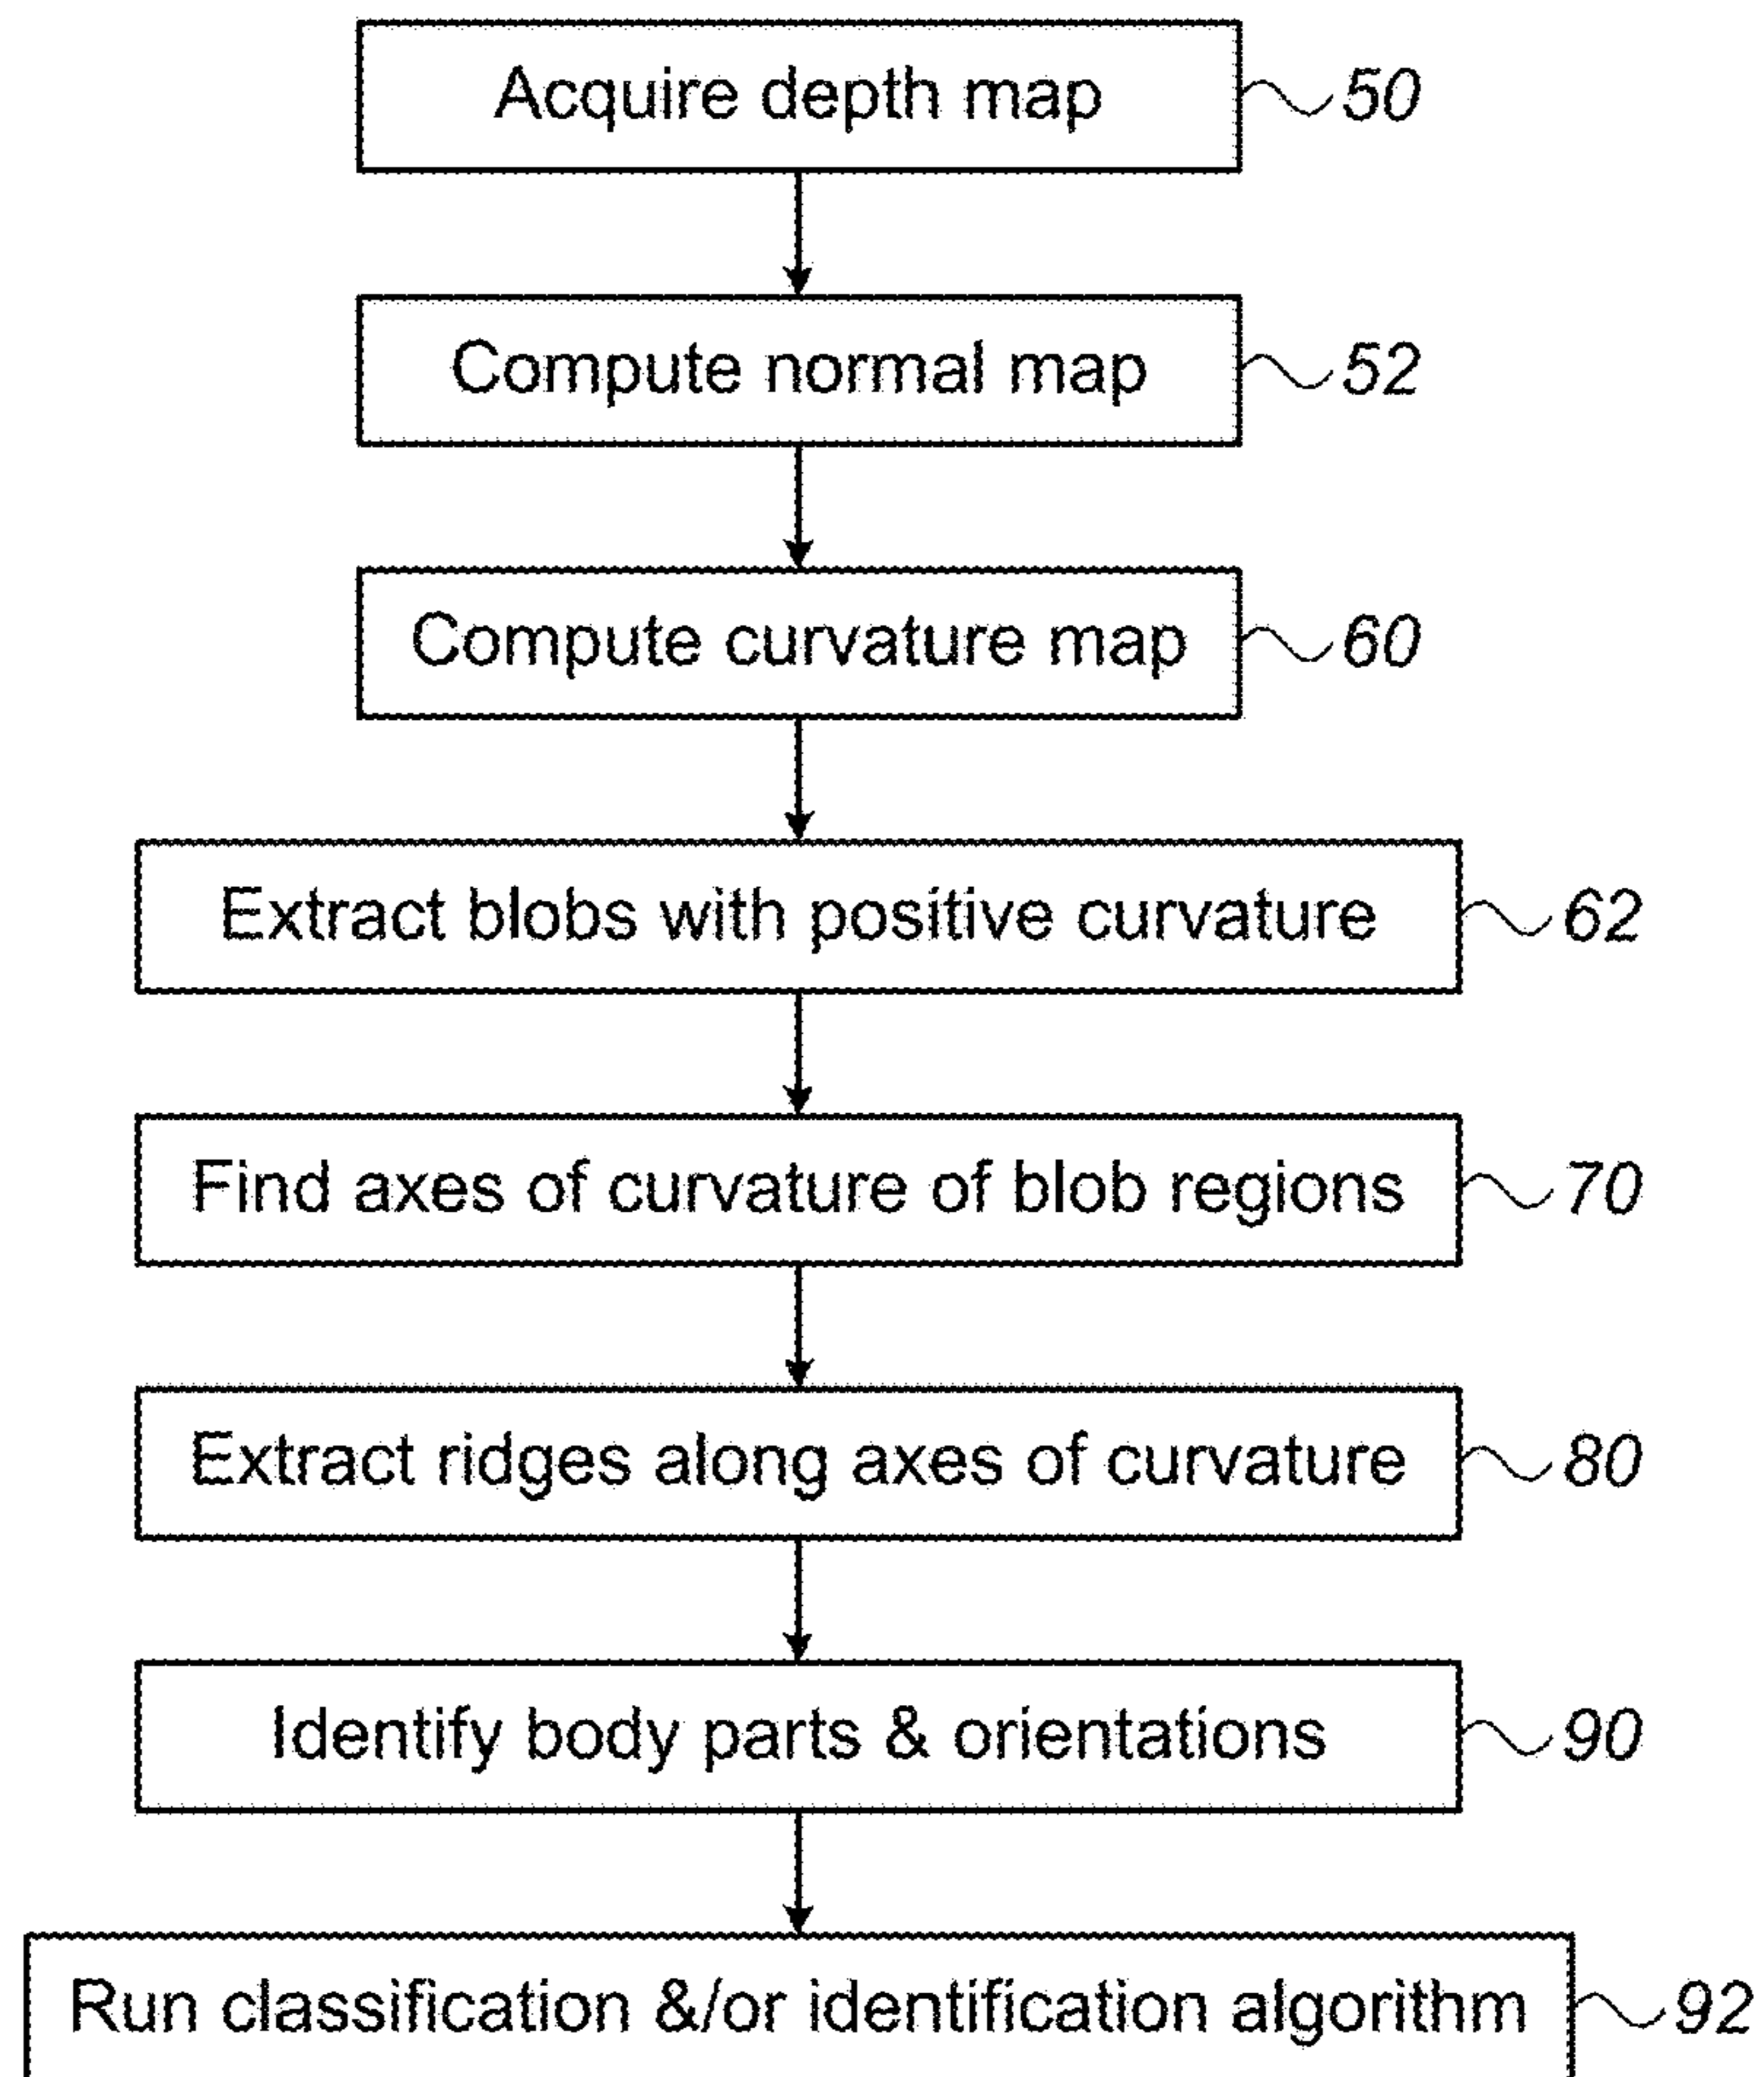 Acquire depth map 50
Compute normal map 52
Compute curvature map 60
Extract blobs with positive curvature 62
Find axes of curvature of blob regions 70
Extract ridges along axes of curvature 80
Identify body parts & orientations 90
Run classification &/or identification algorithm 92